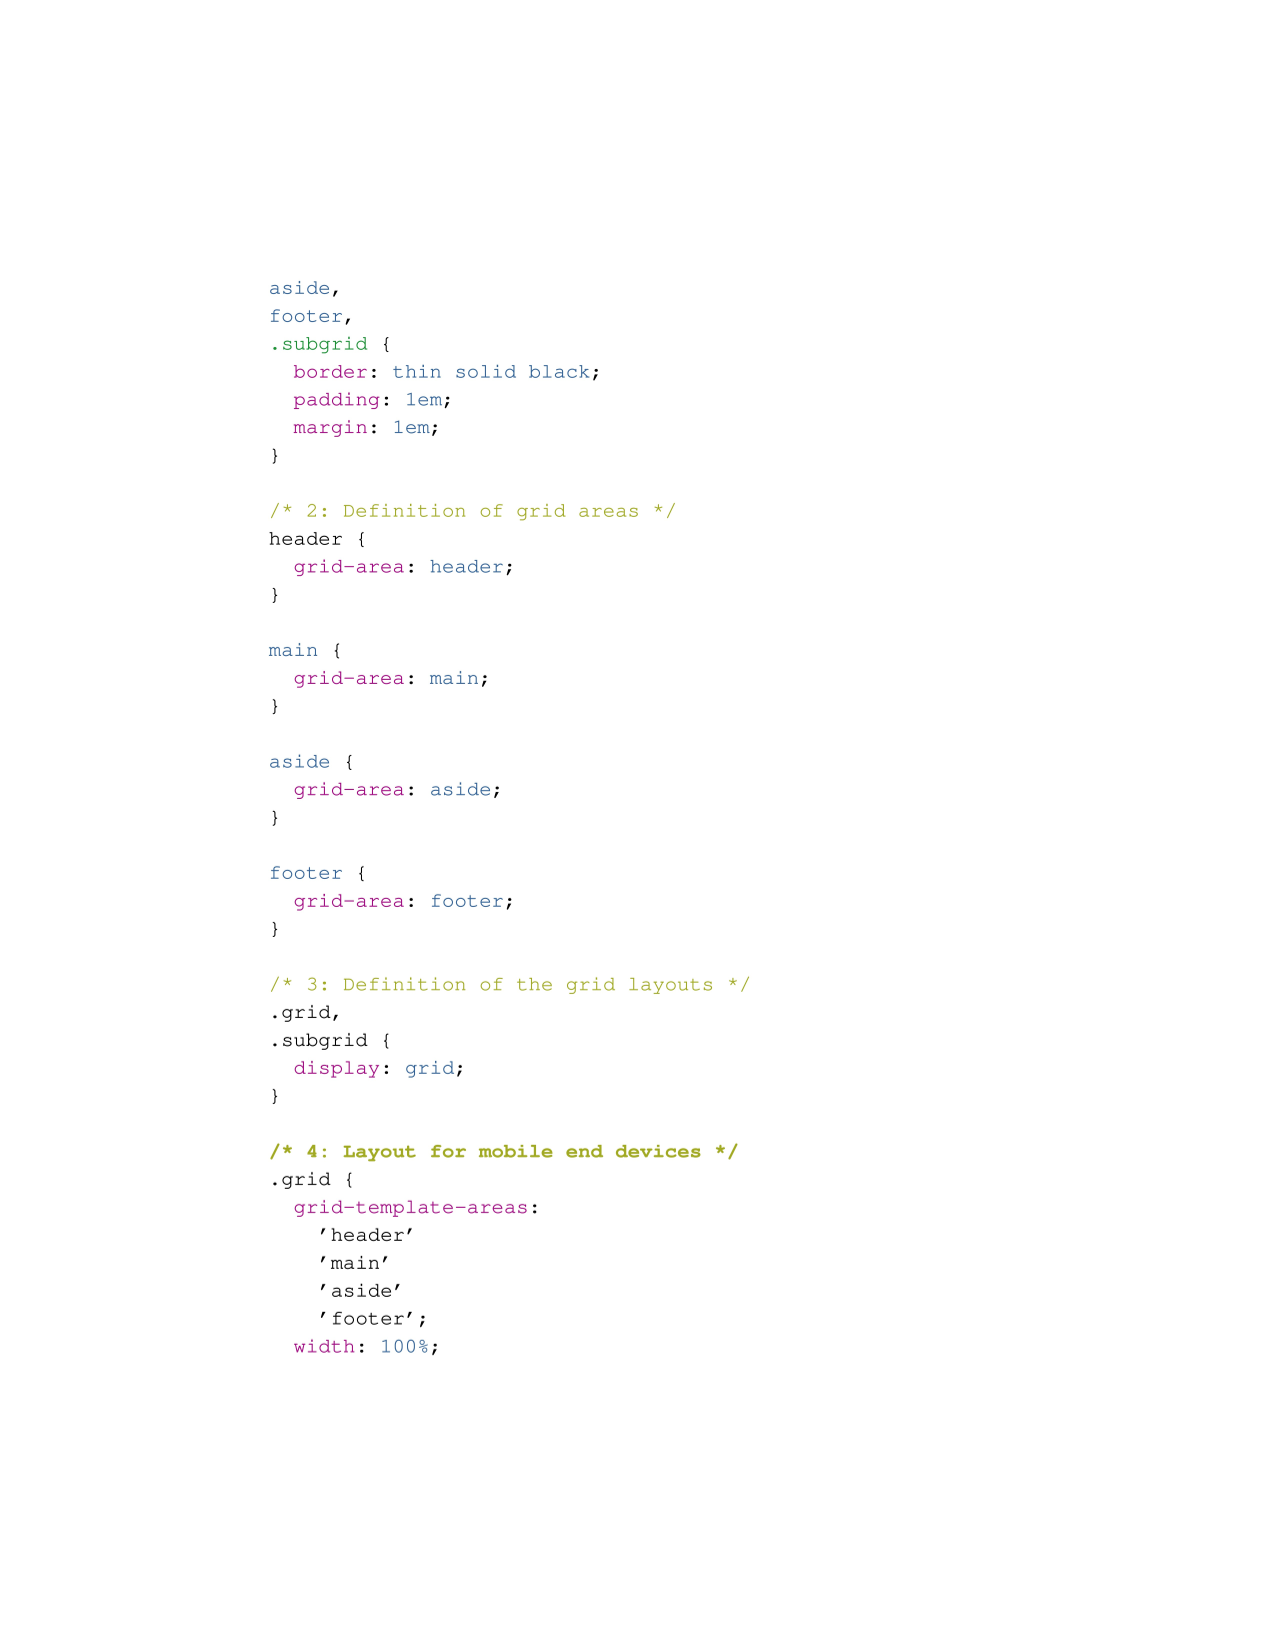 aside,
footer,
.subgrid {
  border: thin solid black;
  padding: 1em;
  margin: 1em;
}

/* 2: Definition of grid areas */
header {
  grid-area: header;
}

main {
  grid-area: main;
}

aside {
  grid-area: aside;
}

footer {
  grid-area: footer;
}

/* 3: Definition of the grid layouts */
.grid,
.subgrid {
  display: grid;
}

/* 4: Layout for mobile end devices */
.grid {
  grid-template-areas:
    ’header’
    ’main’
    ’aside’
    ’footer’;
  width: 100%;